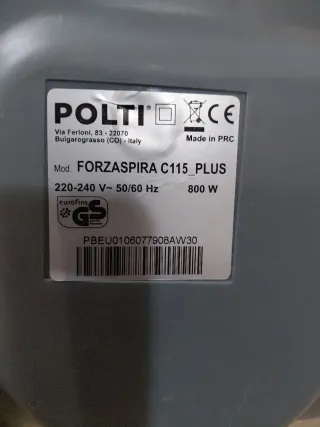 POLTI CE
Via Ferloni, 83 - 22070
Bulgarograsso (CO) - Italy
Made in PRC
Mod. FORZASPIRA C115_PLUS
220-240 V~ 50/60 Hz 800 W
eurofins
GS
PBEU0106077908AW30